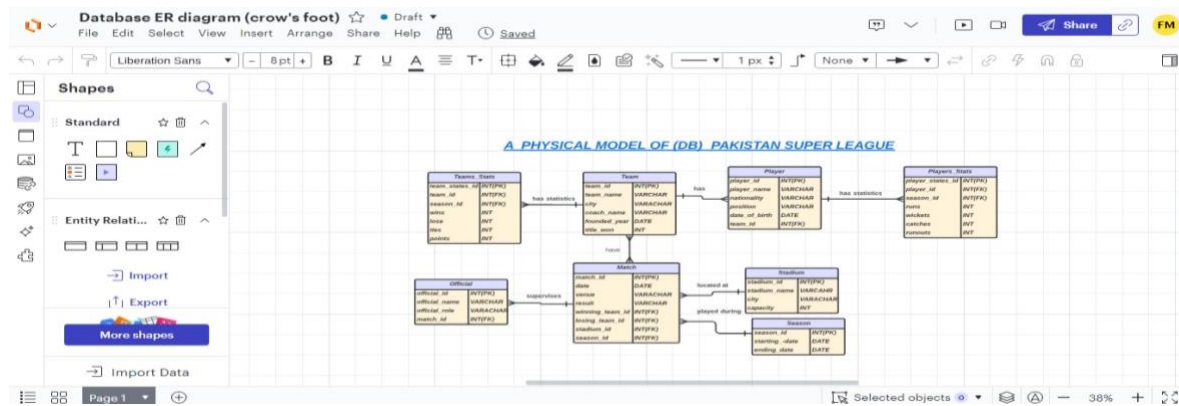 Database ER diagram (crow's foot) Draft
File Edit Select View Insert Arrange Share Help Saved
Share FM
Liberation Sans - 8 pt + B I U A T 1 px None
Shapes
Standard
T
Entity Relati...
Import
Export
More shapes
Import Data
A PHYSICAL MODEL OF (DB) PAKISTAN SUPER LEAGUE
Teams_Stats
team_states_id INT(PK)
team_id INT(FK)
season_id INT(FK)
wins INT
INT
ties INT
points INT
has statistics
Team
team_id INT(PK)
team_name VARCHAR
city VARACHAR
coach_name VARCHAR
founded_year DATE
title_won INT
has
Player
player_id INT(PK)
player_name VARCHAR
nationality VARCHAR
position VARCHAR
date_of_birth DATE
team_id INT(FK)
has statistics
Players_Stats
player_states_id INT(PK)
season_id INT(FK)
runs INT
wickets INT
catches INT
runouts INT
Official
official_id INT(PK)
official_name VARCHAR
official_role VARACHAR
match_id INT(FK)
supervises
Match
match_id INT(PK)
date DATE
venue VARACHAR
result VARCHAR
winning_team_id INT(FK)
losing_team_id INT(FK)
stadium_id INT(FK)
season_id INT(FK)
located at
Stadium
stadium_id INT(PK)
stadium_name VARCAHR
city VARACHAR
capacity INT
played during
Season
season_id INT(PK)
starting_date DATE
ending_date DATE
Page 1 Selected objects 0 38%